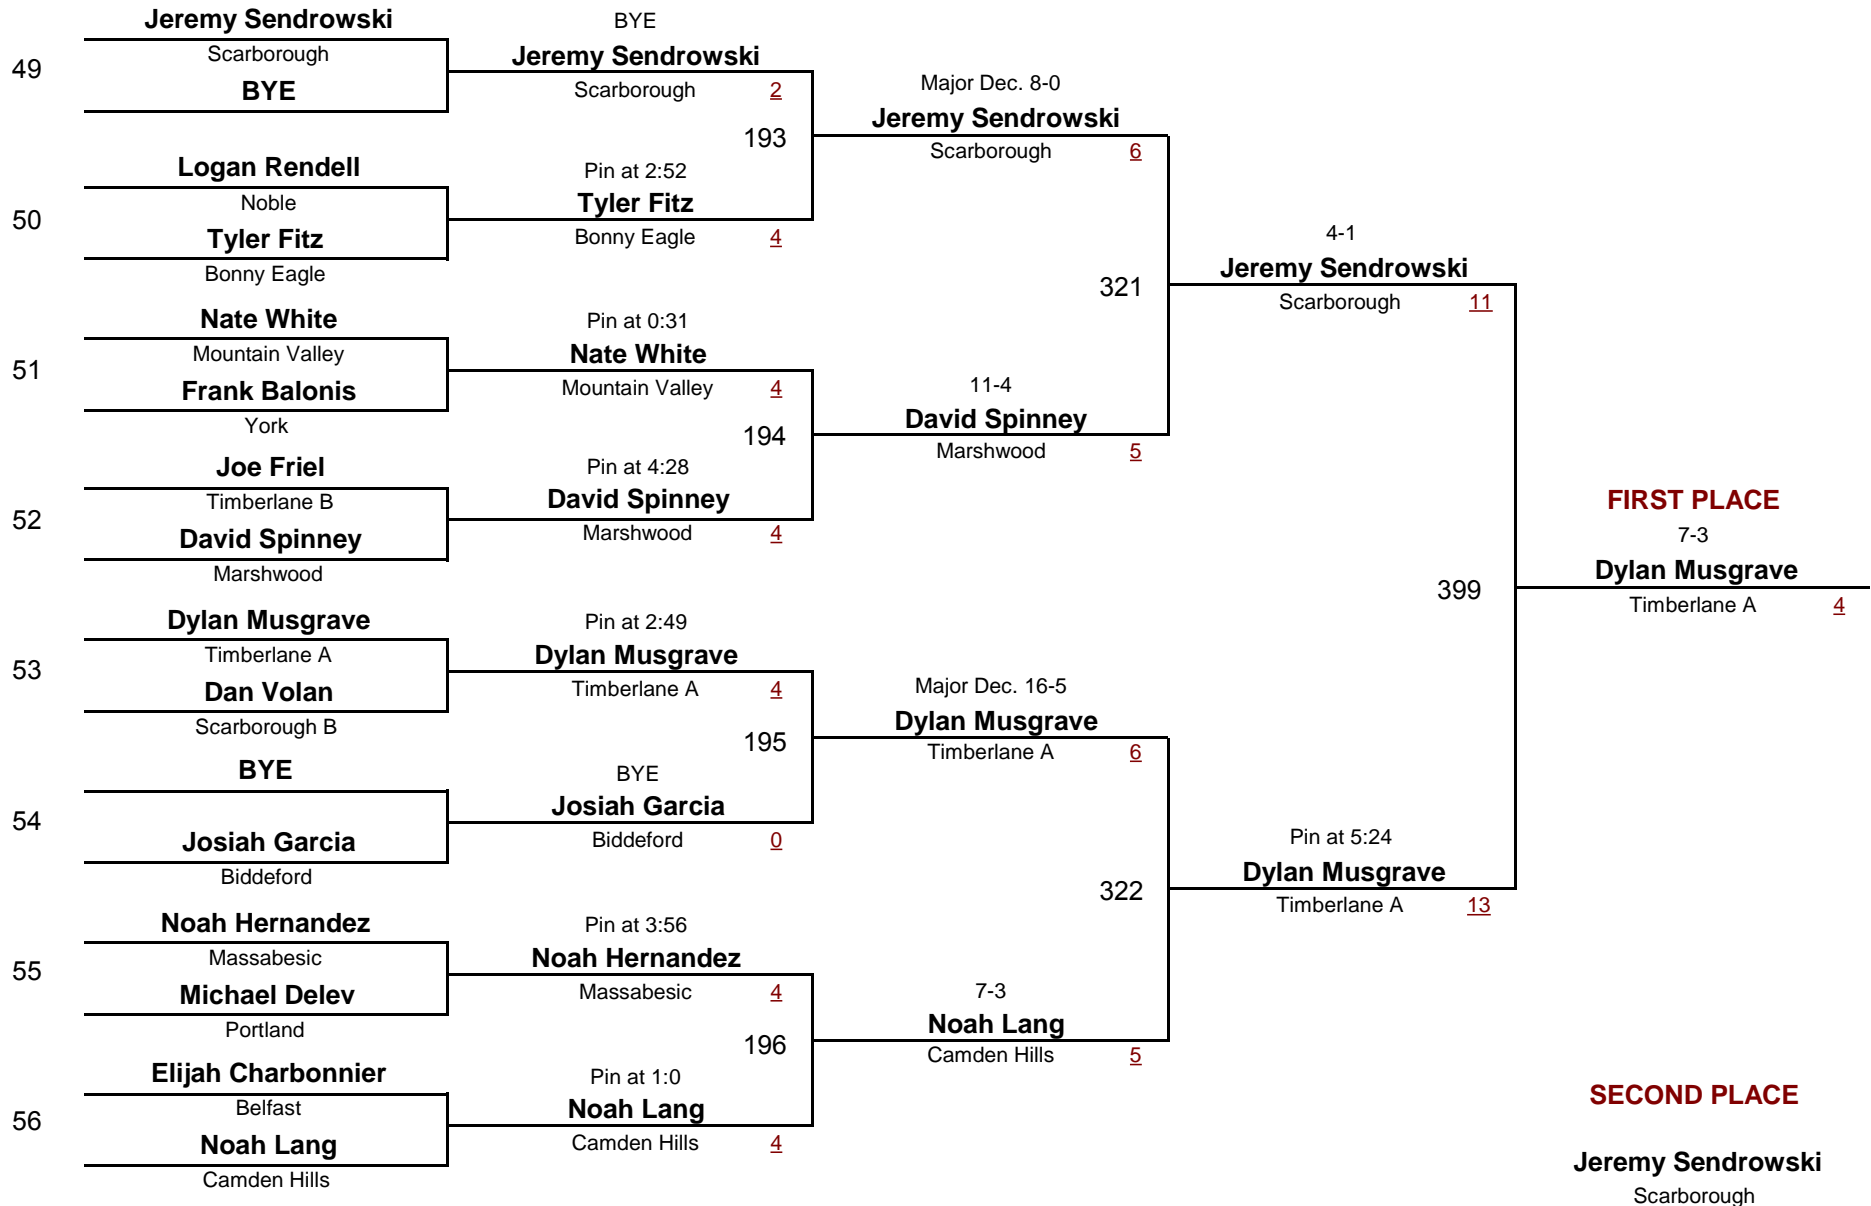 Jeremy Sendrowski
Scarborough
49
BYE
Logan Rendell
Noble
50
Tyler Fitz
Bonny Eagle
Nate White
Mountain Valley
51
Frank Balonis
York
Joe Friel
Timberlane B
52
David Spinney
Marshwood
Dylan Musgrave
Timberlane A
53
Dan Volan
Scarborough B
BYE
54
Josiah Garcia
Biddeford
Noah Hernandez
Massabesic
55
Michael Delev
Portland
Elijah Charbonnier
Belfast
56
Noah Lang
Camden Hills
BYE
Jeremy Sendrowski
Scarborough 2
193
Pin at 2:52
Tyler Fitz
Bonny Eagle 4
Pin at 0:31
Nate White
Mountain Valley 4
194
Pin at 4:28
David Spinney
Marshwood 4
Pin at 2:49
Dylan Musgrave
Timberlane A 4
195
BYE
Josiah Garcia
Biddeford 0
Pin at 3:56
Noah Hernandez
Massabesic 4
196
Pin at 1:0
Noah Lang
Camden Hills 4
Major Dec. 8-0
Jeremy Sendrowski
Scarborough 6
321
11-4
David Spinney
Marshwood 5
Major Dec. 16-5
Dylan Musgrave
Timberlane A 6
322
7-3
Noah Lang
Camden Hills 5
4-1
Jeremy Sendrowski
Scarborough 11
399
Pin at 5:24
Dylan Musgrave
Timberlane A 13
FIRST PLACE
7-3
Dylan Musgrave
Timberlane A 4
SECOND PLACE
Jeremy Sendrowski
Scarborough